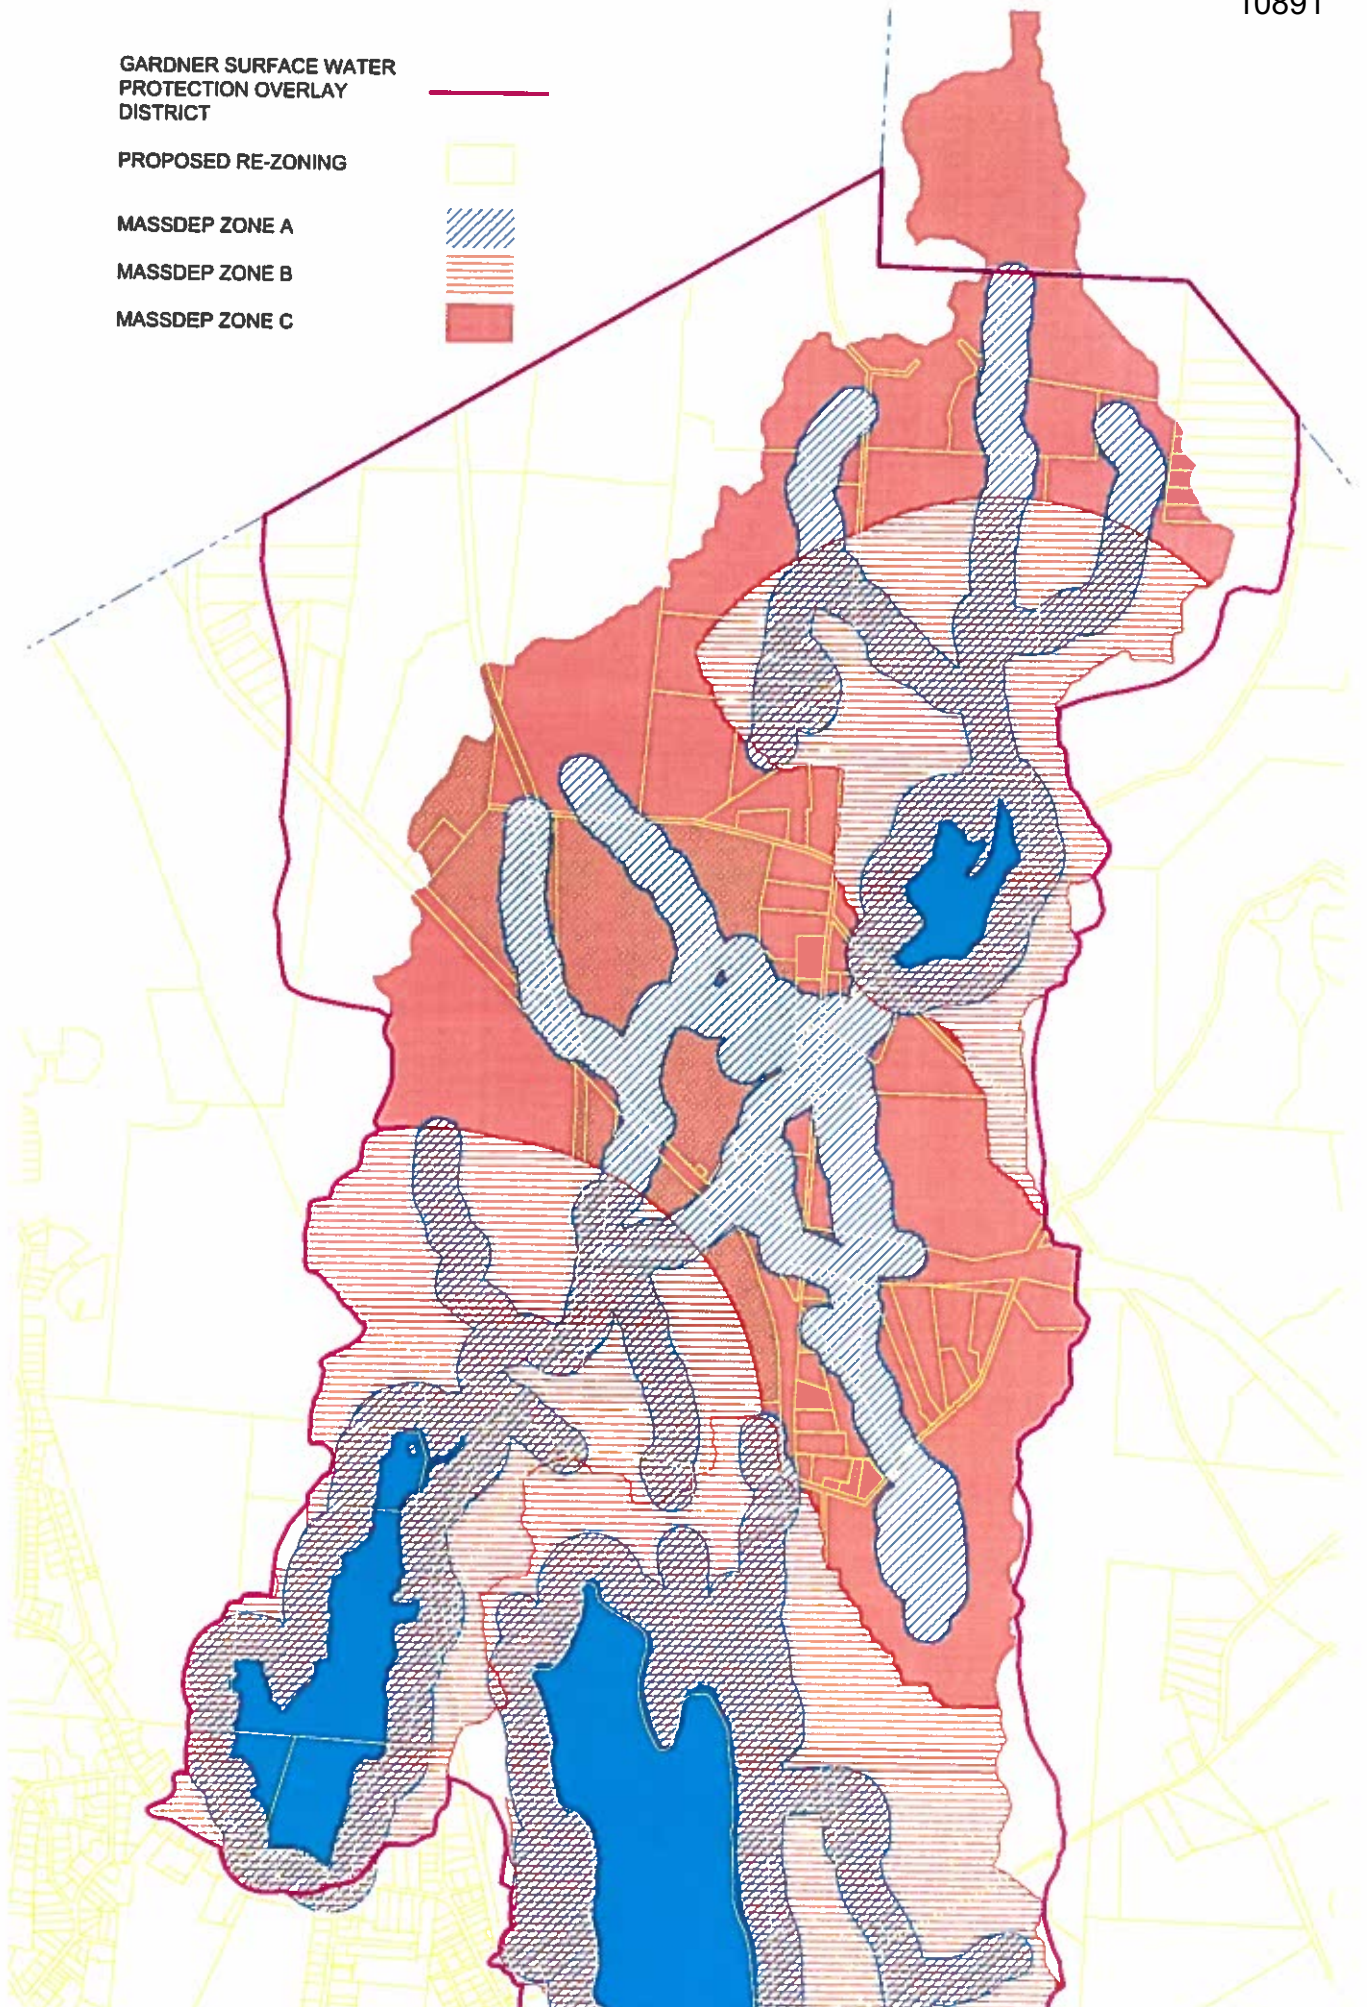 10891
GARDNER SURFACE WATER
PROTECTION OVERLAY
DISTRICT
PROPOSED RE-ZONING
MASSDEP ZONE A
MASSDEP ZONE B
MASSDEP ZONE C